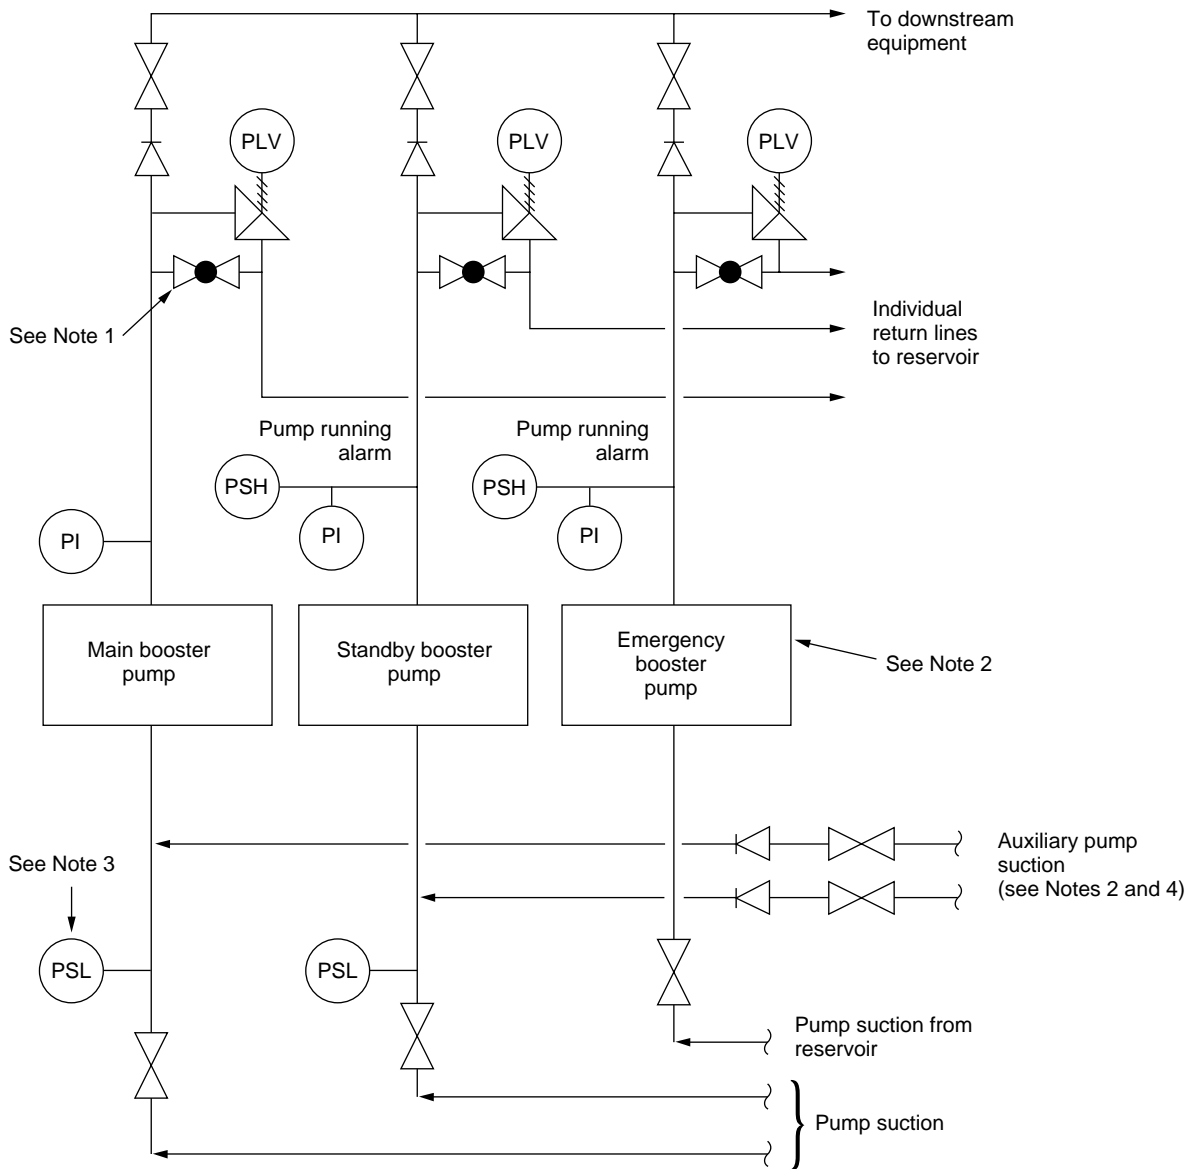 To downstream
equipment
PLV
PLV
PLV
See Note 1
Individual
return lines
to reservoir
Pump running
alarm
Pump running
alarm
PSH
PI
PSH
PI
PI
Main booster
pump
Standby booster
pump
Emergency
booster
pump
See Note 2
Auxiliary pump
suction
(see Notes 2 and 4)
See Note 3
PSL
PSL
Pump suction from
reservoir
Pump suction